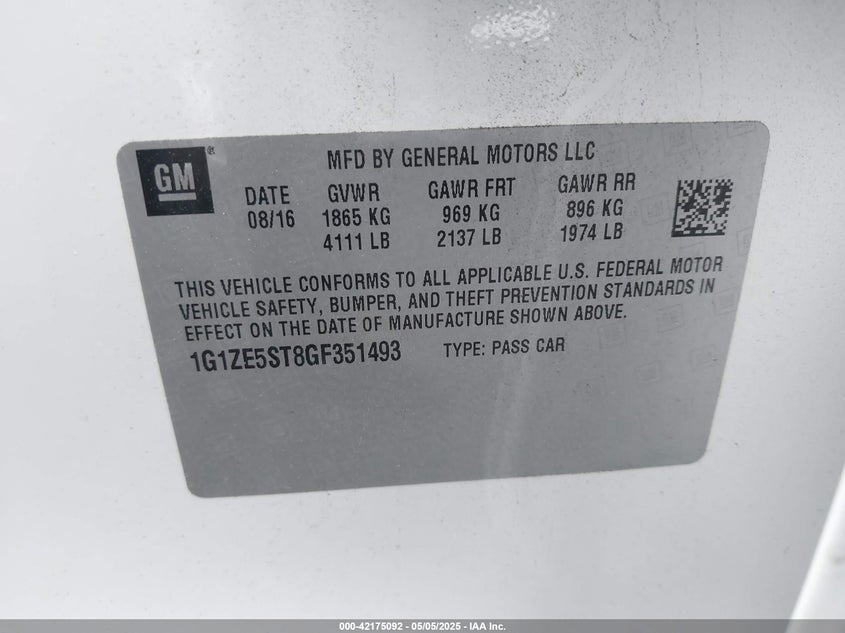 GM®
MFD BY GENERAL MOTORS LLC
DATE GVWR GAWR FRT GAWR RR
08/16 1865 KG 969 KG 896 KG
4111 LB 2137 LB 1974 LB
THIS VEHICLE CONFORMS TO ALL APPLICABLE U.S. FEDERAL MOTOR
VEHICLE SAFETY, BUMPER, AND THEFT PREVENTION STANDARDS IN
EFFECT ON THE DATE OF MANUFACTURE SHOWN ABOVE.
1G1ZE5ST8GF351493 TYPE: PASS CAR
000-42175092 - 05/05/2025 - IAA Inc.